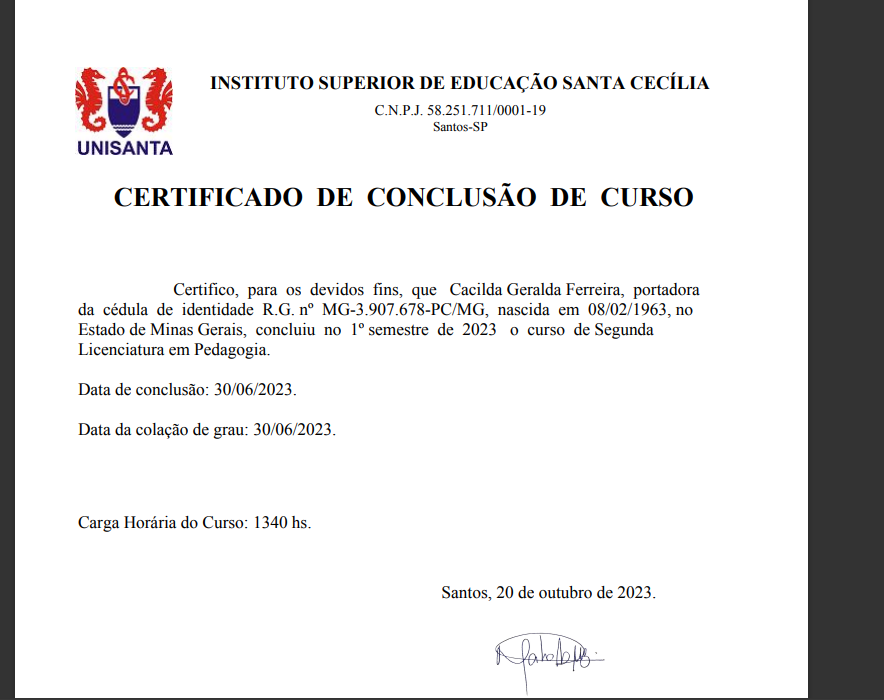 INSTITUTO SUPERIOR DE EDUCAÇÃO SANTA CECÍLIA
C.N.P.J. 58.251.711/0001-19
Santos-SP
UNISANTA
CERTIFICADO DE CONCLUSÃO DE CURSO
Certifico, para os devidos fins, que Cacilda Geralda Ferreira, portadora
da cédula de identidade R.G. nº MG-3.907.678-PC/MG, nascida em 08/02/1963, no
Estado de Minas Gerais, concluiu no 1º semestre de 2023 o curso de Segunda
Licenciatura em Pedagogia.
Data de conclusão: 30/06/2023.
Data da colação de grau: 30/06/2023.
Carga Horária do Curso: 1340 hs.
Santos, 20 de outubro de 2023.